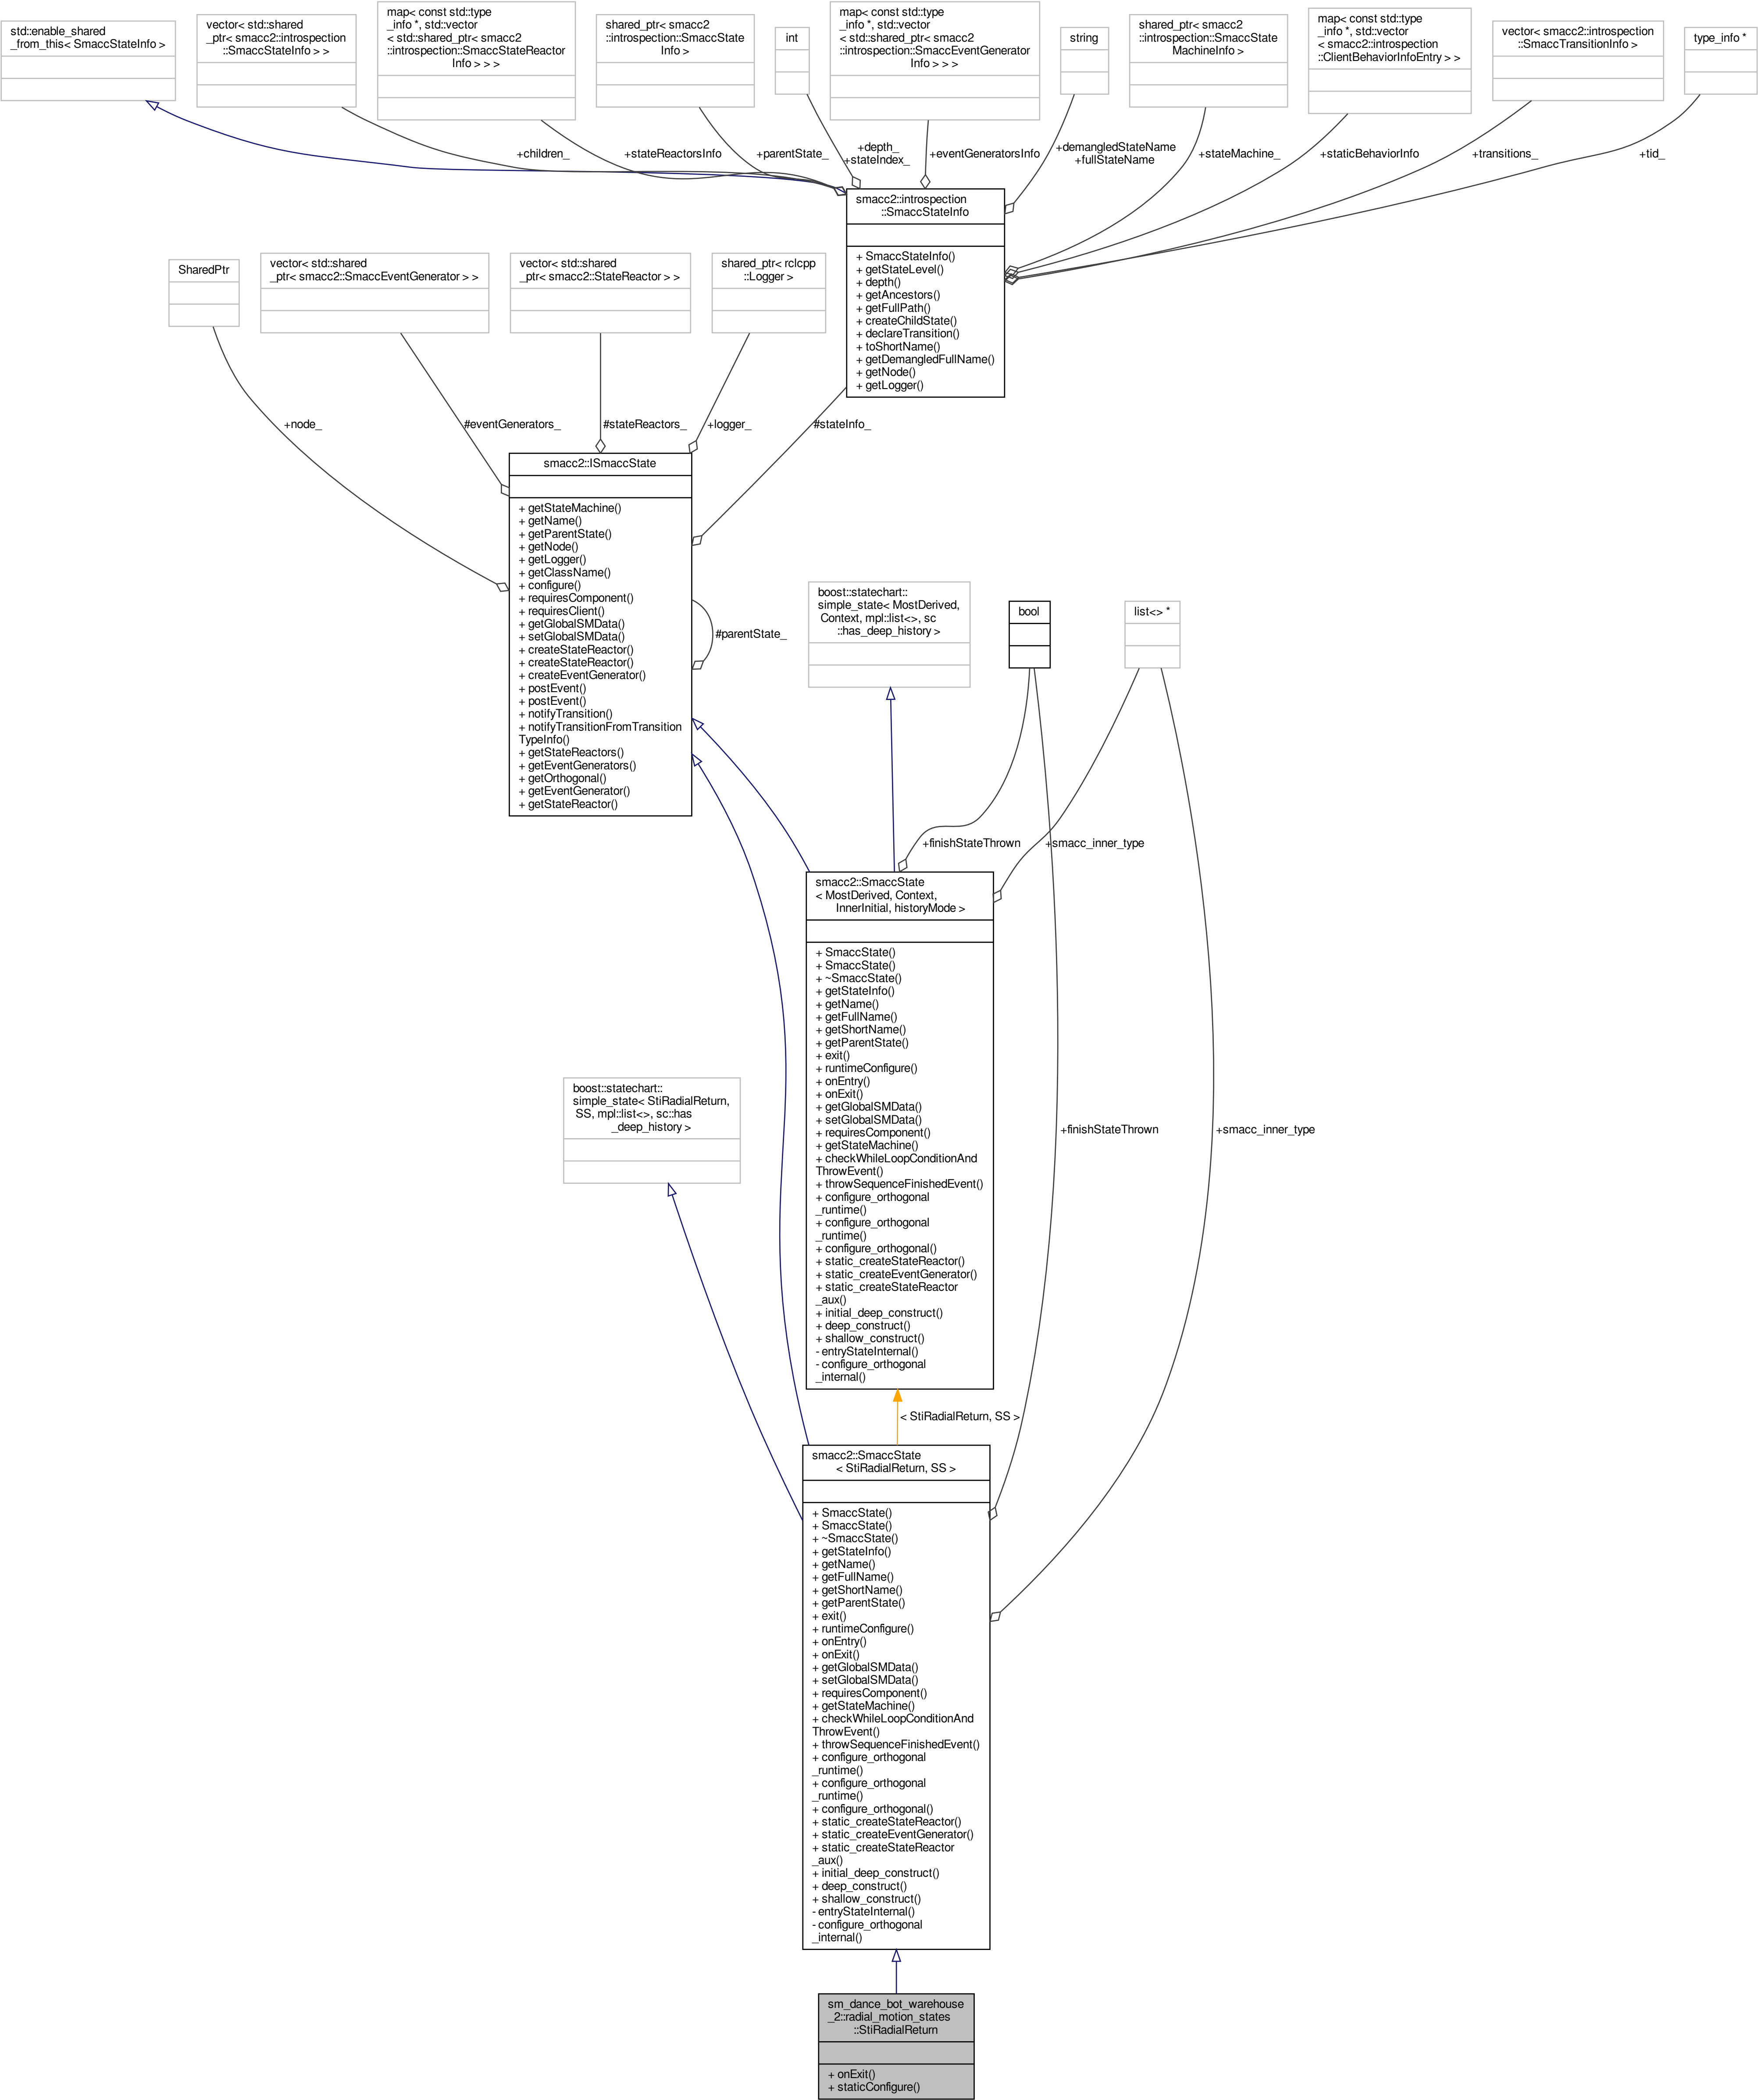 std::enable_shared
_from_this< SmaccStateInfo >
vector< std::shared
_ptr< smacc2::introspection
::SmaccStateInfo > >
map< const std::type
_info *, std::vector
< std::shared_ptr< smacc2
::introspection::SmaccStateReactor
Info > > >
shared_ptr< smacc2
::introspection::SmaccState
Info >
int
map< const std::type
_info *, std::vector
< std::shared_ptr< smacc2
::introspection::SmaccEventGenerator
Info > > >
string
shared_ptr< smacc2
::introspection::SmaccState
MachineInfo >
map< const std::type
_info *, std::vector
< smacc2::introspection
::ClientBehaviorInfoEntry > >
vector< smacc2::introspection
::SmaccTransitionInfo >
type_info *
+children_
+stateReactorsInfo
+parentState_
+depth_
+stateIndex_
+eventGeneratorsInfo
+demangledStateName
+fullStateName
+stateMachine_
+staticBehaviorInfo
+transitions_
+tid_
smacc2::introspection
::SmaccStateInfo
+ SmaccStateInfo()
+ getStateLevel()
+ depth()
+ getAncestors()
+ getFullPath()
+ createChildState()
+ declareTransition()
+ toShortName()
+ getDemangledFullName()
+ getNode()
+ getLogger()
SharedPtr
vector< std::shared
_ptr< smacc2::SmaccEventGenerator > >
vector< std::shared
_ptr< smacc2::StateReactor > >
shared_ptr< rclcpp
::Logger >
+node_
#eventGenerators_
#stateReactors_
+logger_
#stateInfo_
smacc2::ISmaccState
+ getStateMachine()
+ getName()
+ getParentState()
+ getNode()
+ getLogger()
+ getClassName()
+ configure()
+ requiresComponent()
+ requiresClient()
+ getGlobalSMData()
+ setGlobalSMData()
+ createStateReactor()
+ createStateReactor()
+ createEventGenerator()
+ postEvent()
+ postEvent()
+ notifyTransition()
+ notifyTransitionFromTransition
TypeInfo()
+ getStateReactors()
+ getEventGenerators()
+ getOrthogonal()
+ getEventGenerator()
+ getStateReactor()
#parentState_
boost::statechart::
simple_state< MostDerived,
Context, mpl::list<>, sc
::has_deep_history >
bool
list<> *
+finishStateThrown
+smacc_inner_type
smacc2::SmaccState
< MostDerived, Context,
InnerInitial, historyMode >
+ SmaccState()
+ SmaccState()
+ ~SmaccState()
+ getStateInfo()
+ getName()
+ getFullName()
+ getShortName()
+ getParentState()
+ exit()
+ runtimeConfigure()
+ onEntry()
+ onExit()
+ getGlobalSMData()
+ setGlobalSMData()
+ requiresComponent()
+ getStateMachine()
+ checkWhileLoopConditionAnd
ThrowEvent()
+ throwSequenceFinishedEvent()
+ configure_orthogonal
_runtime()
+ configure_orthogonal
_runtime()
+ configure_orthogonal()
+ static_createStateReactor()
+ static_createEventGenerator()
+ static_createStateReactor
_aux()
+ initial_deep_construct()
+ deep_construct()
+ shallow_construct()
- entryStateInternal()
- configure_orthogonal
_internal()
boost::statechart::
simple_state< StiRadialReturn,
SS, mpl::list<>, sc::has
_deep_history >
+finishStateThrown
+smacc_inner_type
< StiRadialReturn, SS >
smacc2::SmaccState
< StiRadialReturn, SS >
+ SmaccState()
+ SmaccState()
+ ~SmaccState()
+ getStateInfo()
+ getName()
+ getFullName()
+ getShortName()
+ getParentState()
+ exit()
+ runtimeConfigure()
+ onEntry()
+ onExit()
+ getGlobalSMData()
+ setGlobalSMData()
+ requiresComponent()
+ getStateMachine()
+ checkWhileLoopConditionAnd
ThrowEvent()
+ throwSequenceFinishedEvent()
+ configure_orthogonal
_runtime()
+ configure_orthogonal
_runtime()
+ configure_orthogonal()
+ static_createStateReactor()
+ static_createEventGenerator()
+ static_createStateReactor
_aux()
+ initial_deep_construct()
+ deep_construct()
+ shallow_construct()
- entryStateInternal()
- configure_orthogonal
_internal()
sm_dance_bot_warehouse
_2::radial_motion_states
::StiRadialReturn
+ onExit()
+ staticConfigure()